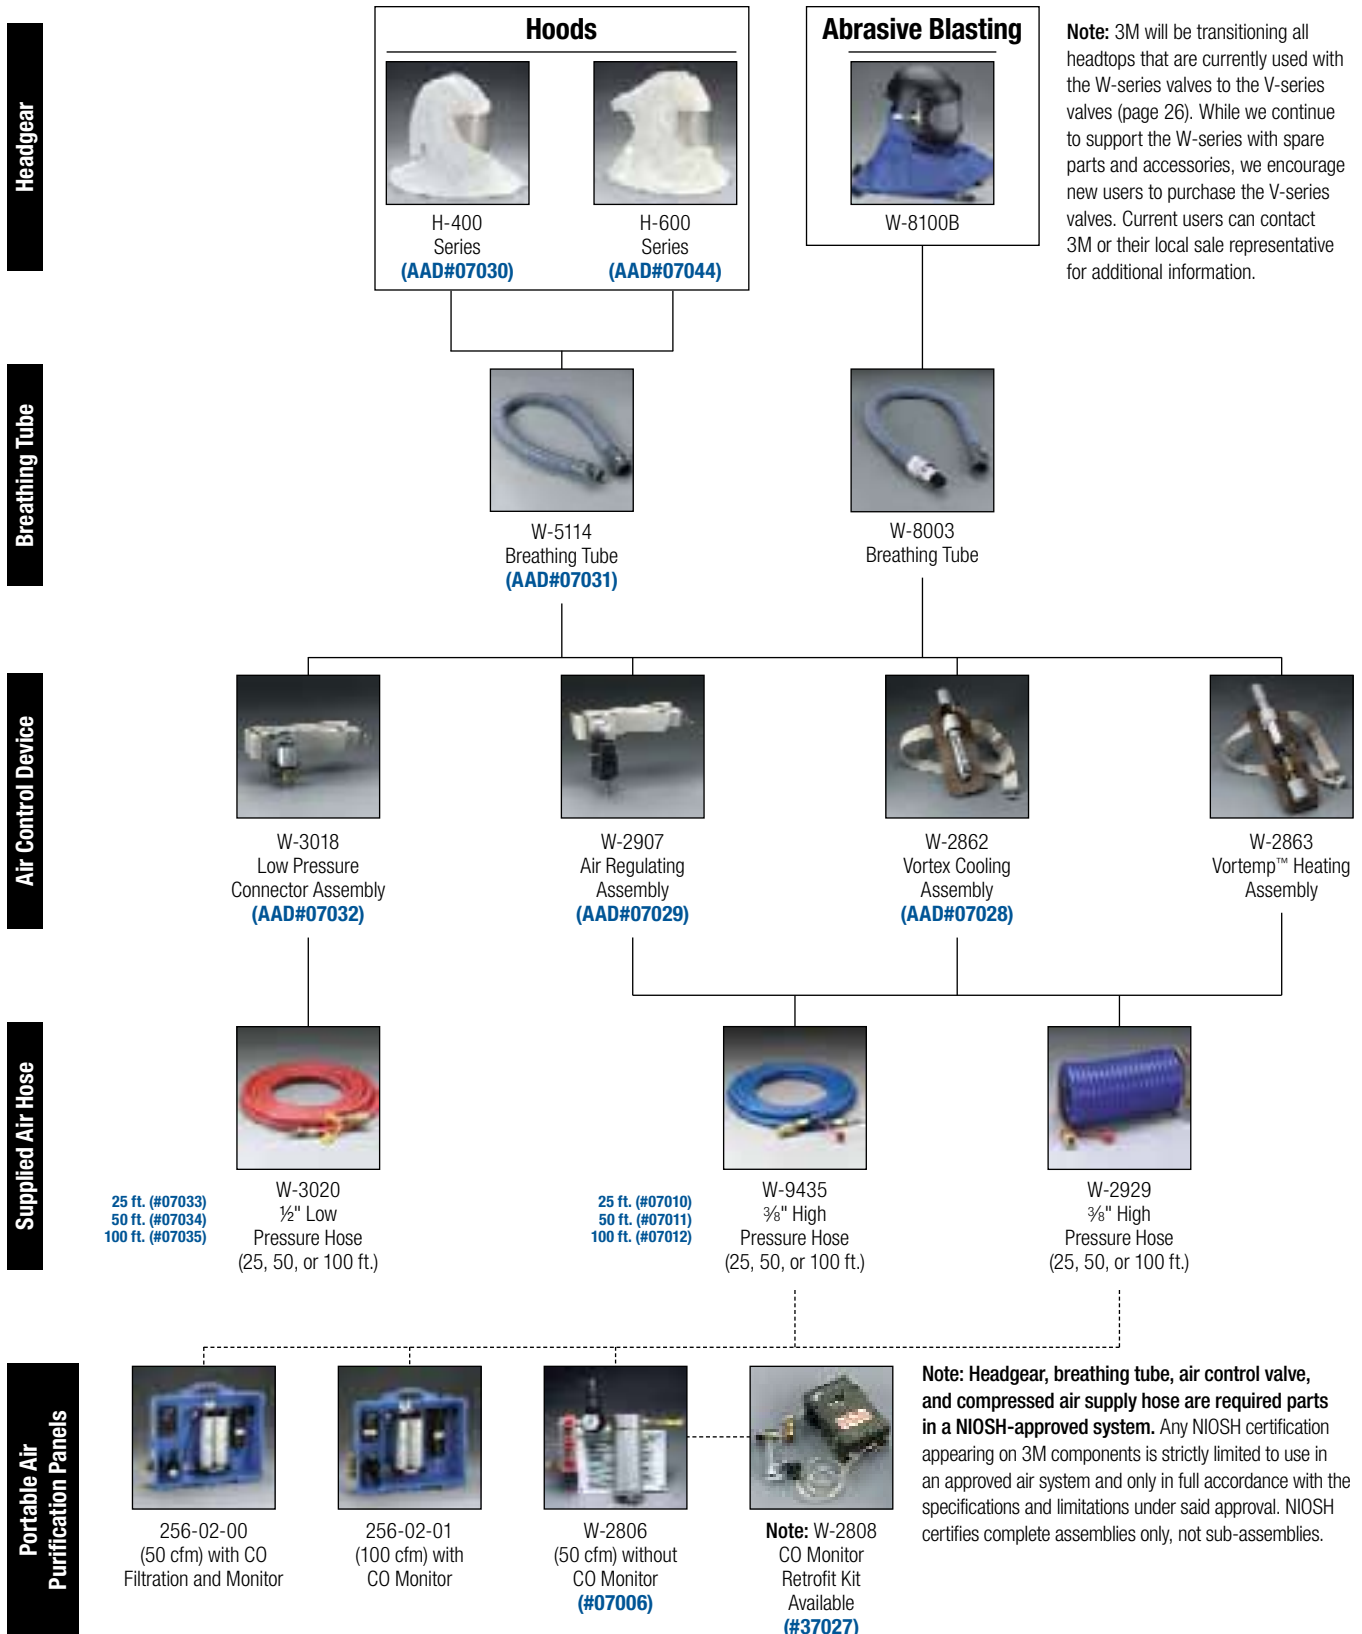 Headgear
Hoods
H-400
Series
(AAD#07030)
H-600
Series
(AAD#07044)
Abrasive Blasting
W-8100B
Note: 3M will be transitioning all
headtops that are currently used with
the W-series valves to the V-series
valves (page 26). While we continue
to support the W-series with spare
parts and accessories, we encourage
new users to purchase the V-series
valves. Current users can contact
3M or their local sale representative
for additional information.
Breathing Tube
W-5114
Breathing Tube
(AAD#07031)
W-8003
Breathing Tube
Air Control Device
W-3018
Low Pressure
Connector Assembly
(AAD#07032)
W-2907
Air Regulating
Assembly
(AAD#07029)
W-2862
Vortex Cooling
Assembly
(AAD#07028)
W-2863
Vortemp™ Heating
Assembly
Supplied Air Hose
25 ft. (#07033)
50 ft. (#07034)
100 ft. (#07035)
W-3020
½" Low
Pressure Hose
(25, 50, or 100 ft.)
25 ft. (#07010)
50 ft. (#07011)
100 ft. (#07012)
W-9435
⅜" High
Pressure Hose
(25, 50, or 100 ft.)
W-2929
⅜" High
Pressure Hose
(25, 50, or 100 ft.)
Portable Air
Purification Panels
256-02-00
(50 cfm) with CO
Filtration and Monitor
256-02-01
(100 cfm) with
CO Monitor
W-2806
(50 cfm) without
CO Monitor
(#07006)
Note: W-2808
CO Monitor
Retrofit Kit
Available
(#37027)
Note: Headgear, breathing tube, air control valve,
and compressed air supply hose are required parts
in a NIOSH-approved system. Any NIOSH certification
appearing on 3M components is strictly limited to use in
an approved air system and only in full accordance with the
specifications and limitations under said approval. NIOSH
certifies complete assemblies only, not sub-assemblies.